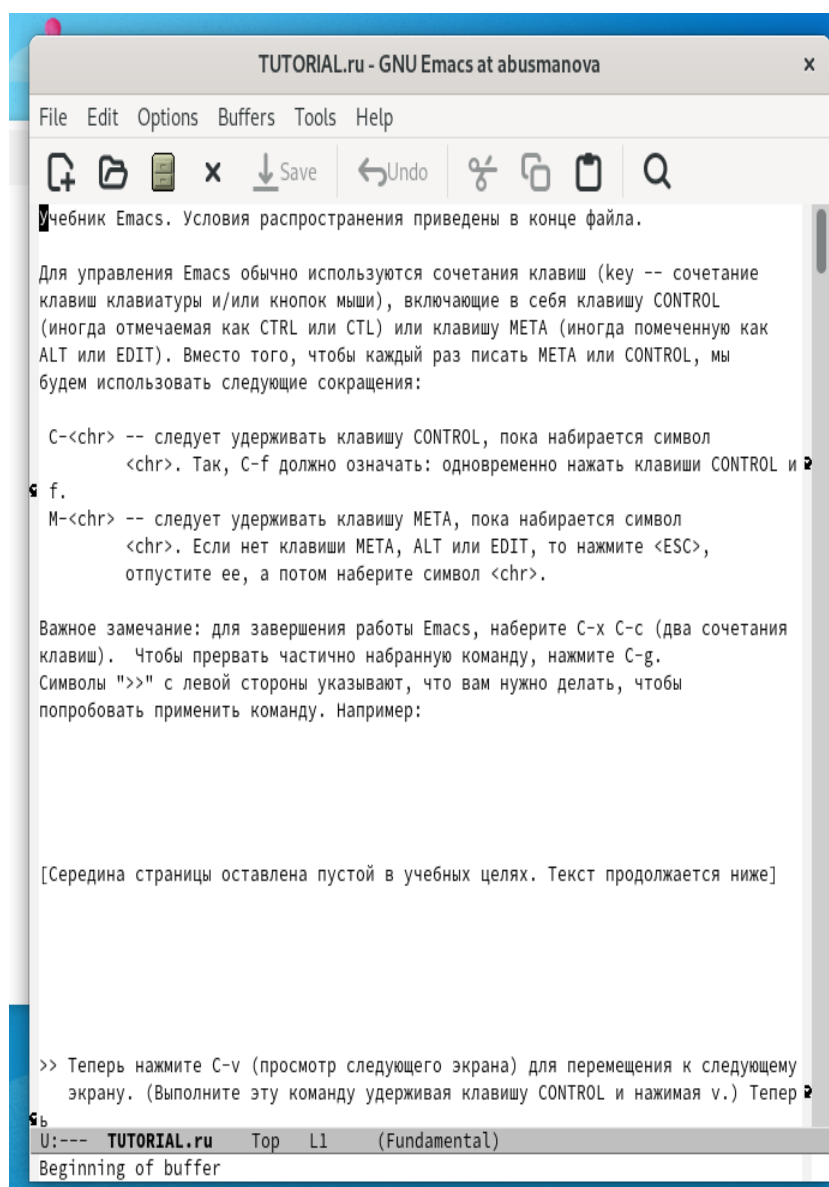 TUTORIAL.ru - GNU Emacs at abusmanova
File Edit Options Buffers Tools Help
Save Undo
Учебник Emacs. Условия распространения приведены в конце файла.
Для управления Emacs обычно используются сочетания клавиш (key -- сочетание
клавиш клавиатуры и/или кнопок мыши), включающие в себя клавишу CONTROL
(иногда отмечаемая как CTRL или CTL) или клавишу META (иногда помеченную как
ALT или EDIT). Вместо того, чтобы каждый раз писать META или CONTROL, мы
будем использовать следующие сокращения:
C-<chr> -- следует удерживать клавишу CONTROL, пока набирается символ
<chr>. Так, C-f должно означать: одновременно нажать клавиши CONTROL и
f.
M-<chr> -- следует удерживать клавишу META, пока набирается символ
<chr>. Если нет клавиши META, ALT или EDIT, то нажмите <ESC>,
отпустите ее, а потом наберите символ <chr>.
Важное замечание: для завершения работы Emacs, наберите C-x C-c (два сочетания
клавиш).  Чтобы прервать частично набранную команду, нажмите C-g.
Символы ">>" с левой стороны указывают, что вам нужно делать, чтобы
попробовать применить команду. Например:
[Середина страницы оставлена пустой в учебных целях. Текст продолжается ниже]
>> Теперь нажмите C-v (просмотр следующего экрана) для перемещения к следующему
экрану. (Выполните эту команду удерживая клавишу CONTROL и нажимая v.) Тепер
ь
U:--- TUTORIAL.ru Top L1 (Fundamental)
Beginning of buffer